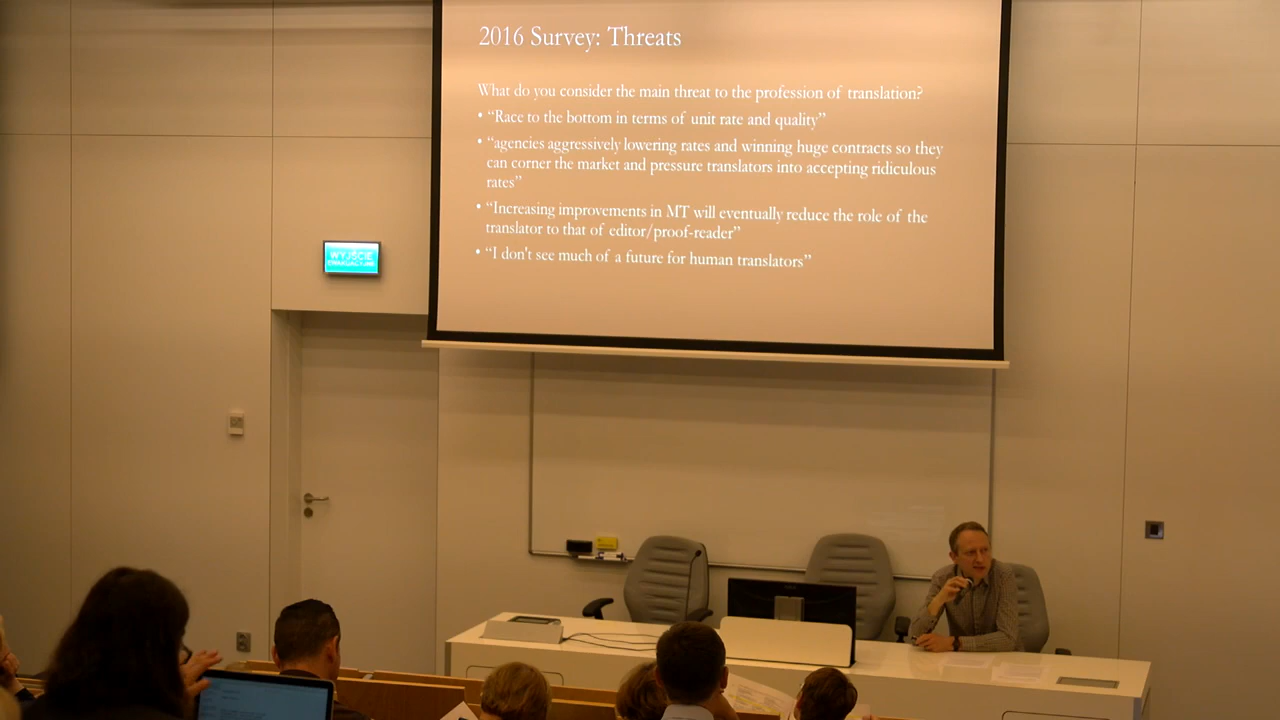 2016 Survey: Threats
What do you consider the main threat to the profession of translation?
• “Race to the bottom in terms of unit rate and quality”
• “agencies aggressively lowering rates and winning huge contracts so they
can corner the market and pressure translators into accepting ridiculous
rates”
• “Increasing improvements in MT will eventually reduce the role of the
translator to that of editor/proof-reader”
• “I don't see much of a future for human translators”
WYJŚCIE
EWAKUACYJNE